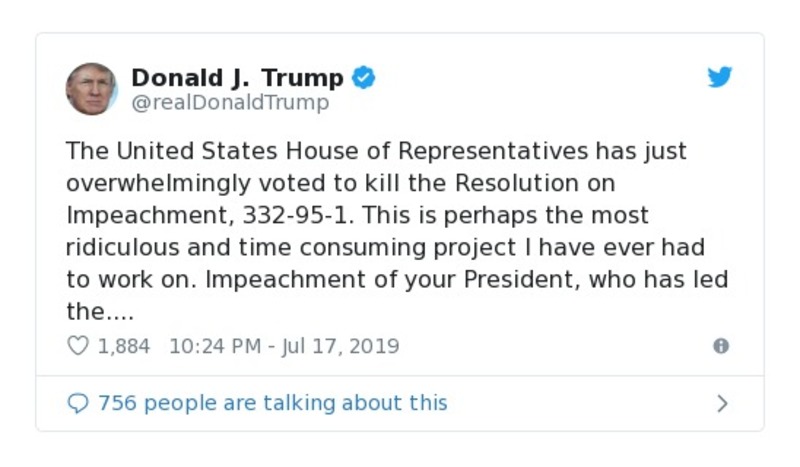 Donald J. Trump
@realDonaldTrump
The United States House of Representatives has just
overwhelmingly voted to kill the Resolution on
Impeachment, 332-95-1. This is perhaps the most
ridiculous and time consuming project I have ever had
to work on. Impeachment of your President, who has led
the....
1,884 10:24 PM - Jul 17, 2019
756 people are talking about this